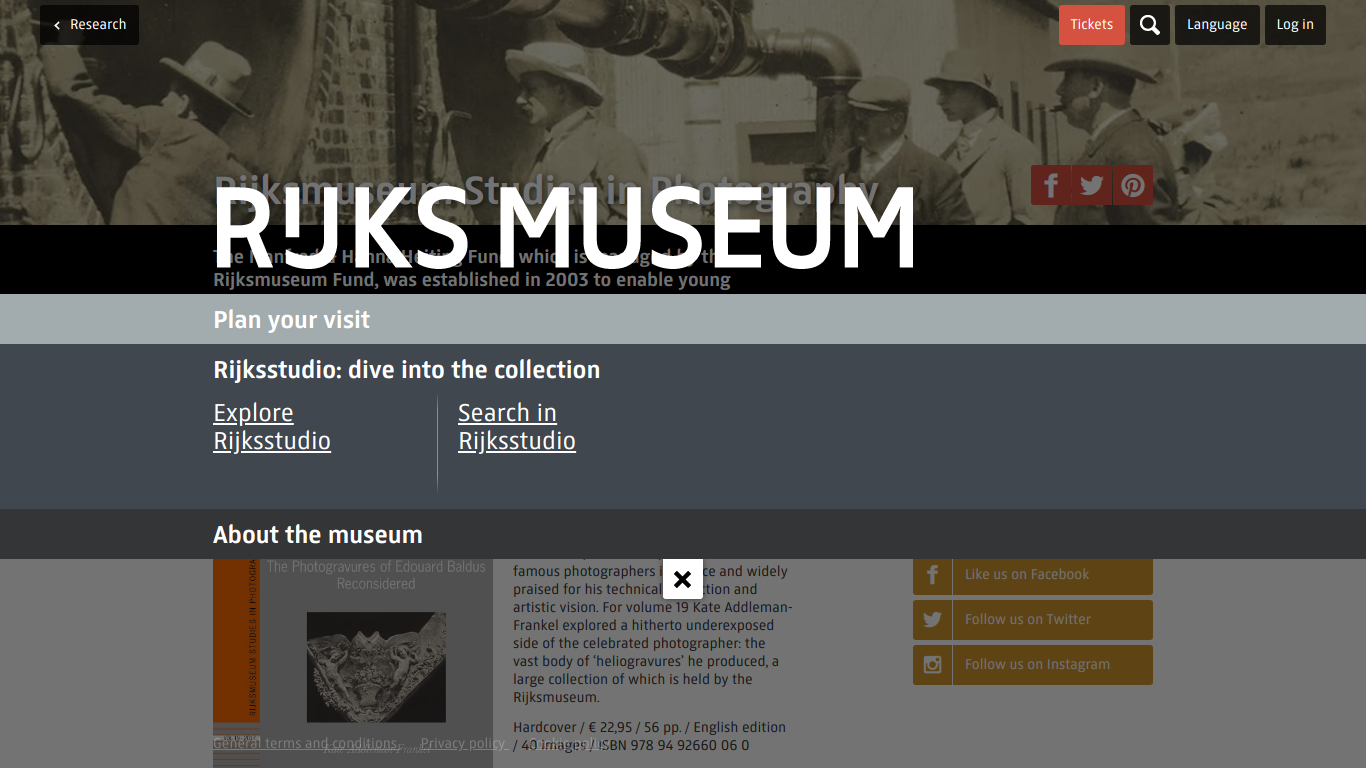 Research
Tickets
Language
Log in
Rijksmuseum Studies in Photography
RIJKS MUSEUM
Rijksmuseum Fund, was established in 2003 to enable young
Plan your visit
Rijksstudio: dive into the collection
Explore
Rijksstudio
Search in
Rijksstudio
About the museum
The Photogravures of Edouard Baldus
Reconsidered
RIJKSMUSEUM STUDIES IN PHOTOGRA
famous photographers and widely
praised for his technical and
artistic vision. For volume 19 Kate Addleman-
Frankel explored a hitherto underexposed
side of the celebrated photographer: the
vast body of 'heliogravures' he produced, a
large collection of which is held by the
Rijksmuseum.
Hardcover / € 22,95 / 56 pp. / English edition
/ 40 images / ISBN 978 94 92660 06 0
Like us on Facebook
Follow us on Twitter
Follow us on Instagram
General terms and conditions
Privacy policy